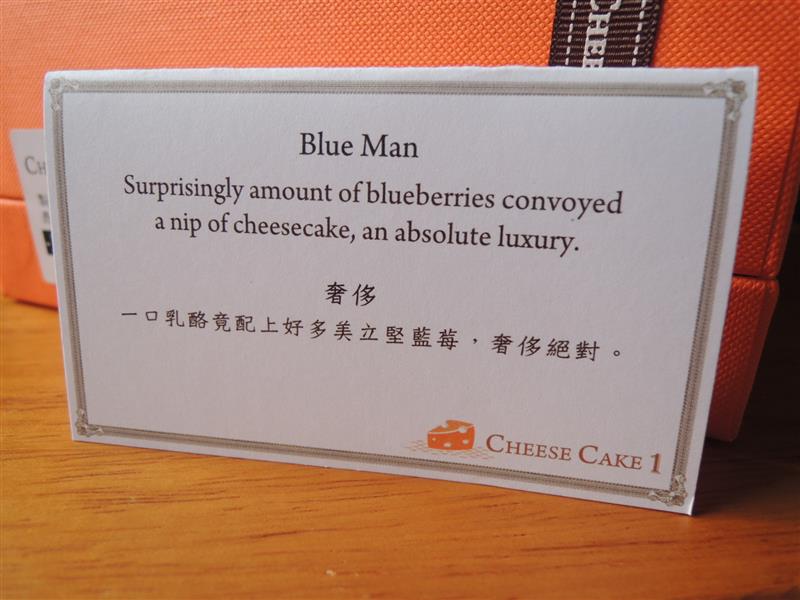 CHEE
Blue Man
Surprisingly amount of blueberries convoyed
a nip of cheesecake, an absolute luxury.
奢侈
一口乳酪竟配上好多美立堅藍莓，奢侈絕對。
CHEESE CAKE 1